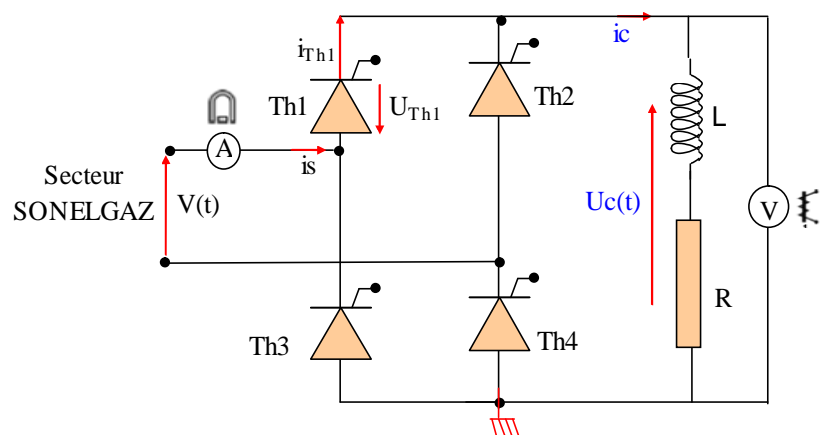 iTh1
ic
Th1
UTh1
Th2
L
A
is
Secteur
SONELGAZ
V(t)
Uc(t)
V
R
Th3
Th4